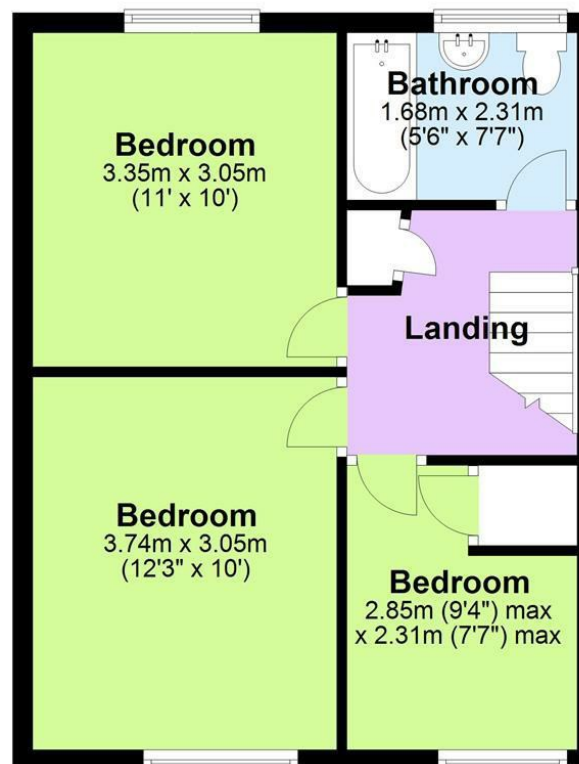 Bedroom
3.35m x 3.05m
(11' x 10')
Bathroom
1.68m x 2.31m
(5'6" x 7'7")
Landing
Bedroom
3.74m x 3.05m
(12'3" x 10')
Bedroom
2.85m (9'4") max
x 2.31m (7'7") max